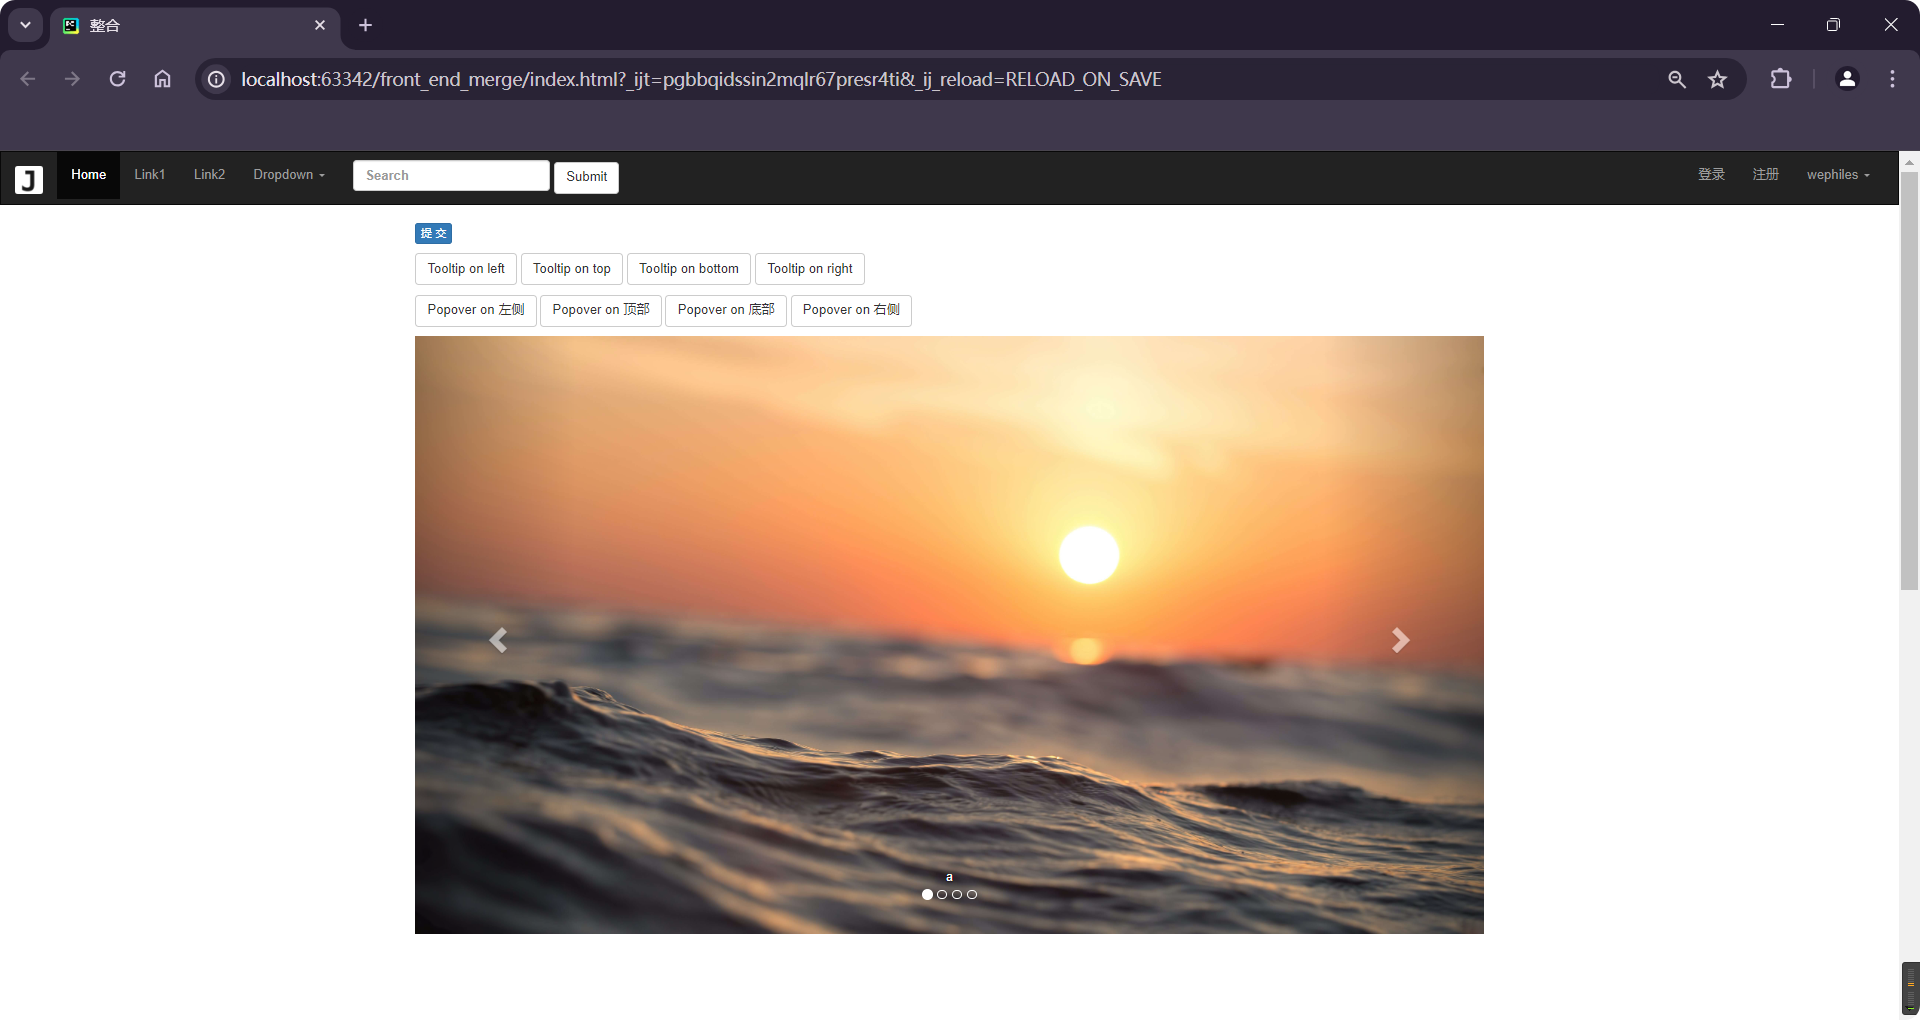 整合
localhost:63342/front_end_merge/index.html?_ijt=pgbbqidssin2mqlr67presr4ti&_ij_reload=RELOAD_ON_SAVE
J Home Link1 Link2 Dropdown Search Submit 登录 注册 wephiles
提 交
Tooltip on left Tooltip on top Tooltip on bottom Tooltip on right
Popover on 左侧 Popover on 顶部 Popover on 底部 Popover on 右侧
a